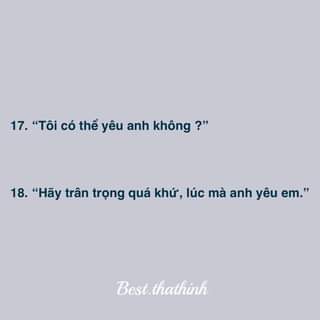 17. “Tôi có thể yêu anh không ?”
18. “Hãy trân trọng quá khứ, lúc mà anh yêu em.”
Best.thathinh